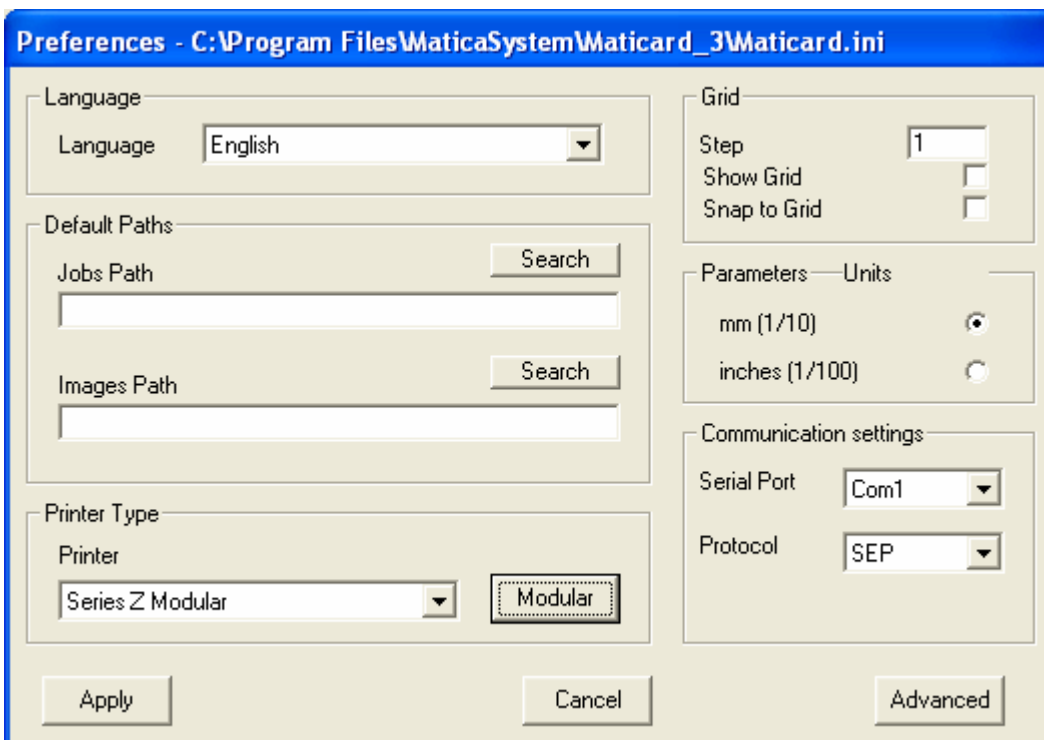 Preferences - C:\Program Files\MaticaSystem\Maticard_3\Maticard.ini
Language
Language English
Default Paths
Jobs Path Search
Images Path Search
Printer Type
Printer
Series Z Modular Modular
Grid
Step 1
Show Grid
Snap to Grid
Parameters Units
mm (1/10)
inches (1/100)
Communication settings
Serial Port Com1
Protocol SEP
Apply Cancel Advanced